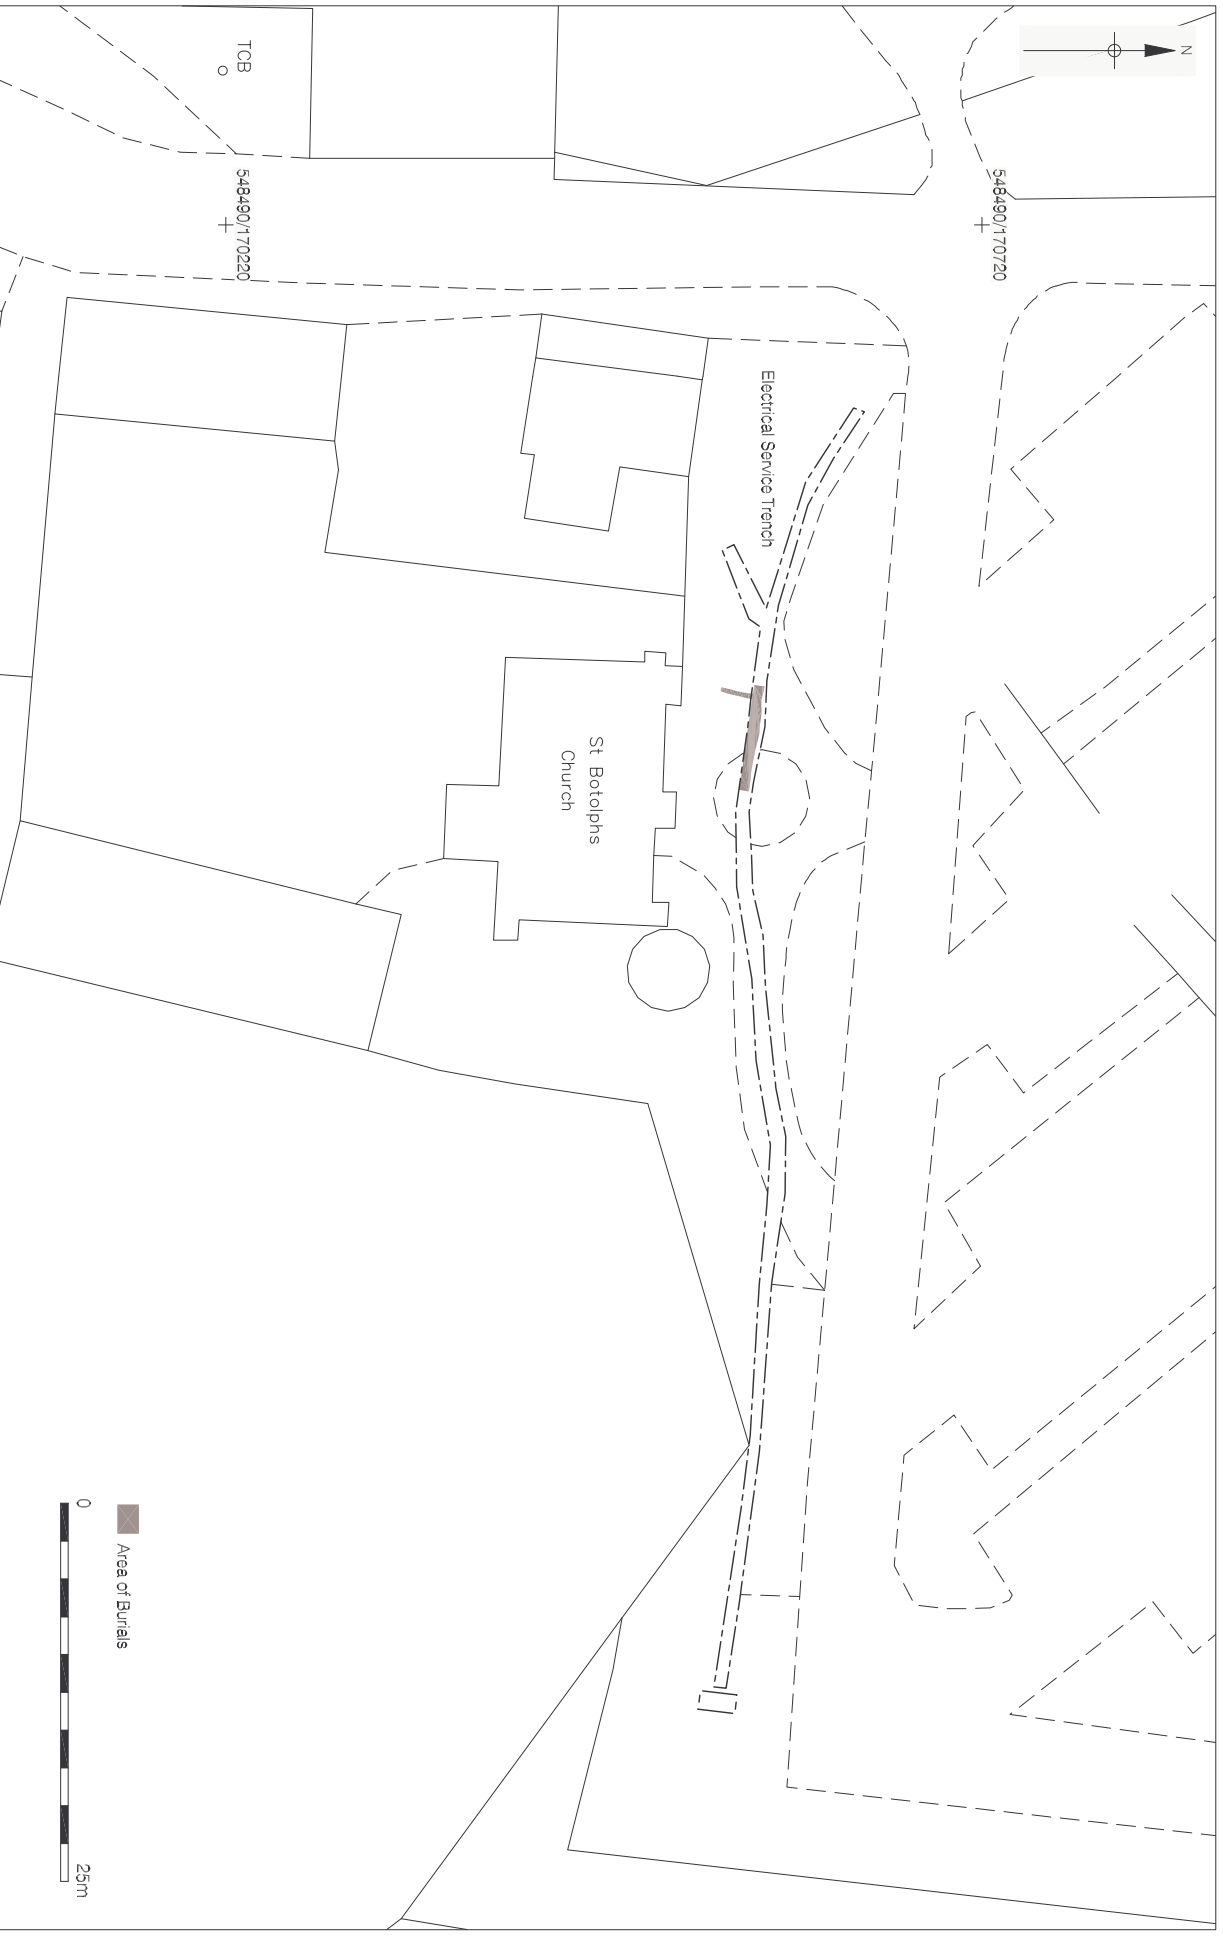 N
TCB
548490/170220
548490/170720
Electrical Service Trench
St Botolphs
Church
Area of Burials
0
25m